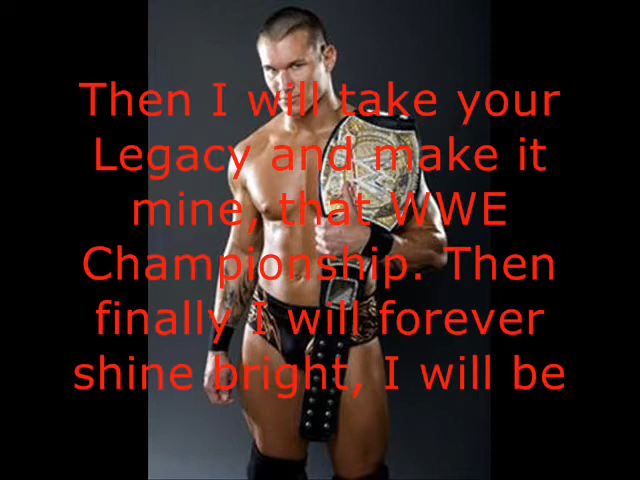 Then I will take your
Legacy and make it
mine, that WWE
Championship. Then
finally I will forever
shine bright, I will be